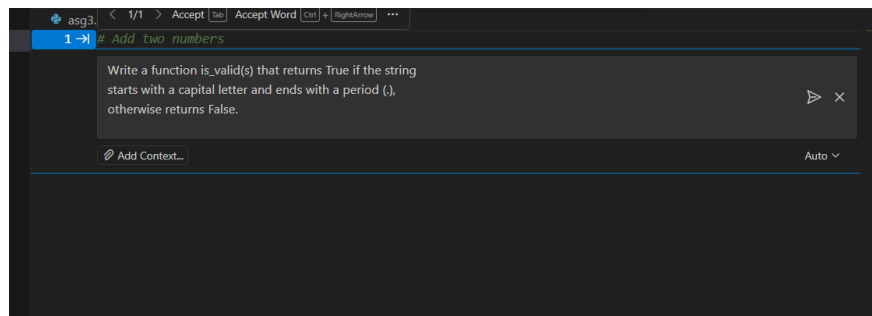 asg3.
1/1 Accept Tab Accept Word Ctrl + RightArrow ···
1 # Add two numbers
Write a function is_valid(s) that returns True if the string
starts with a capital letter and ends with a period (.),
otherwise returns False.
Add Context...
Auto